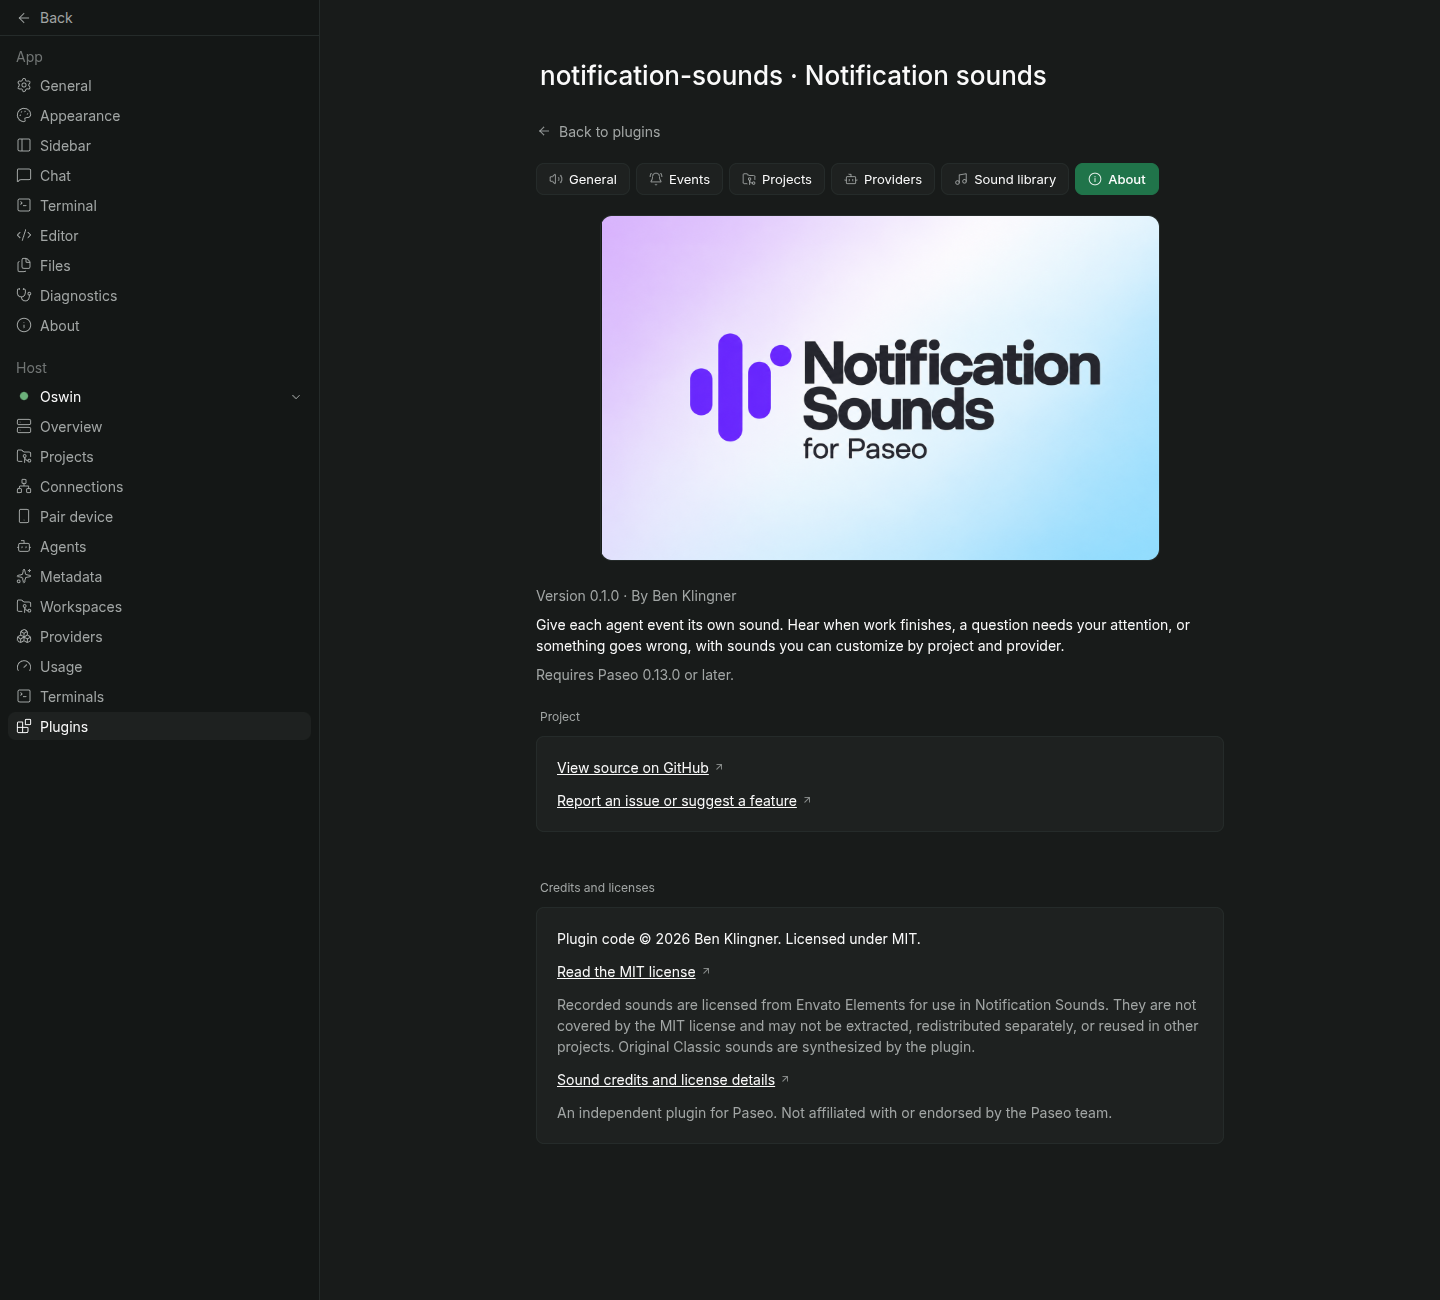 Back
App
General
Appearance
Sidebar
Chat
Terminal
Editor
Files
Diagnostics
About
Host
Oswin
Overview
Projects
Connections
Pair device
Agents
Metadata
Workspaces
Providers
Usage
Terminals
Plugins
notification-sounds · Notification sounds
Back to plugins
General Events Projects Providers Sound library About
Notification
Sounds
for Paseo
Version 0.1.0 · By Ben Klingner
Give each agent event its own sound. Hear when work finishes, a question needs your attention, or
something goes wrong, with sounds you can customize by project and provider.
Requires Paseo 0.13.0 or later.
Project
View source on GitHub
Report an issue or suggest a feature
Credits and licenses
Plugin code © 2026 Ben Klingner. Licensed under MIT.
Read the MIT license
Recorded sounds are licensed from Envato Elements for use in Notification Sounds. They are not
covered by the MIT license and may not be extracted, redistributed separately, or reused in other
projects. Original Classic sounds are synthesized by the plugin.
Sound credits and license details
An independent plugin for Paseo. Not affiliated with or endorsed by the Paseo team.